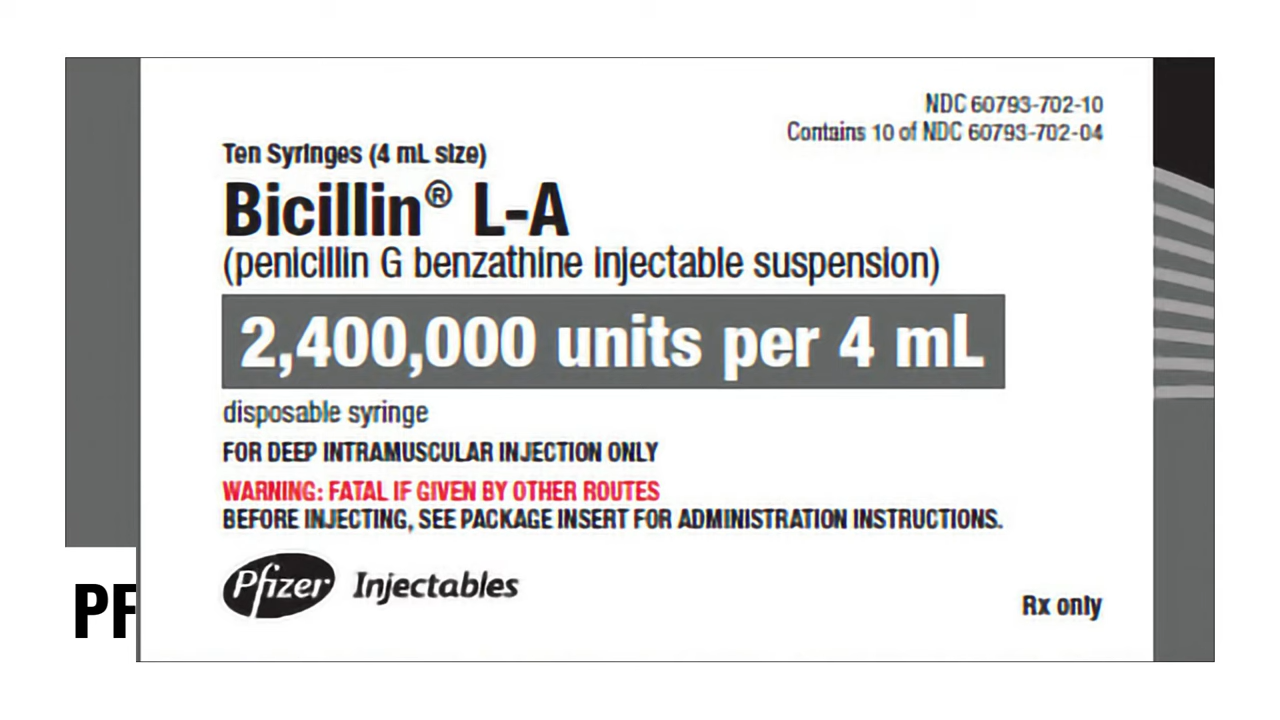 NDC 60793-702-10
Contains 10 of NDC 60793-702-04
Ten Syringes (4 mL size)
Bicillin® L-A
(penicillin G benzathine injectable suspension)
2,400,000 units per 4 mL
disposable syringe
FOR DEEP INTRAMUSCULAR INJECTION ONLY
WARNING: FATAL IF GIVEN BY OTHER ROUTES
BEFORE INJECTING, SEE PACKAGE INSERT FOR ADMINISTRATION INSTRUCTIONS.
Pfizer Injectables
Rx only